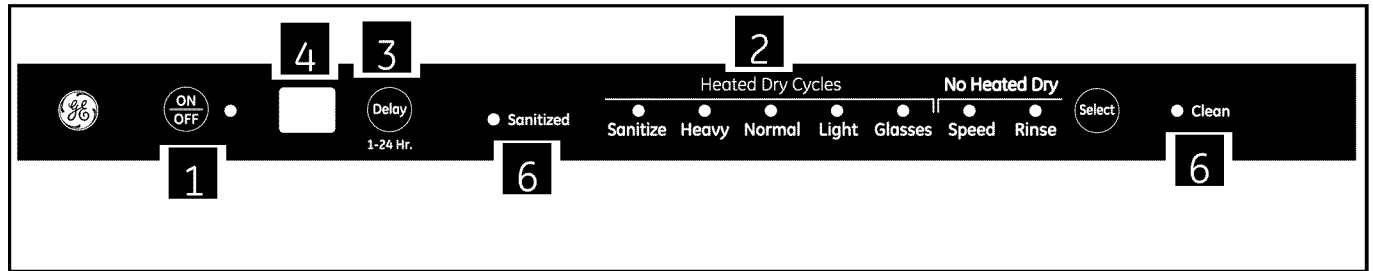 4
3
2
Heated Dry Cycles
No Heated Dry
GE
ON
OFF
Delay
1-24 Hr.
Sanitized
Sanitize
Heavy
Normal
Light
Glasses
Speed
Rinse
Select
Clean
1
6
6